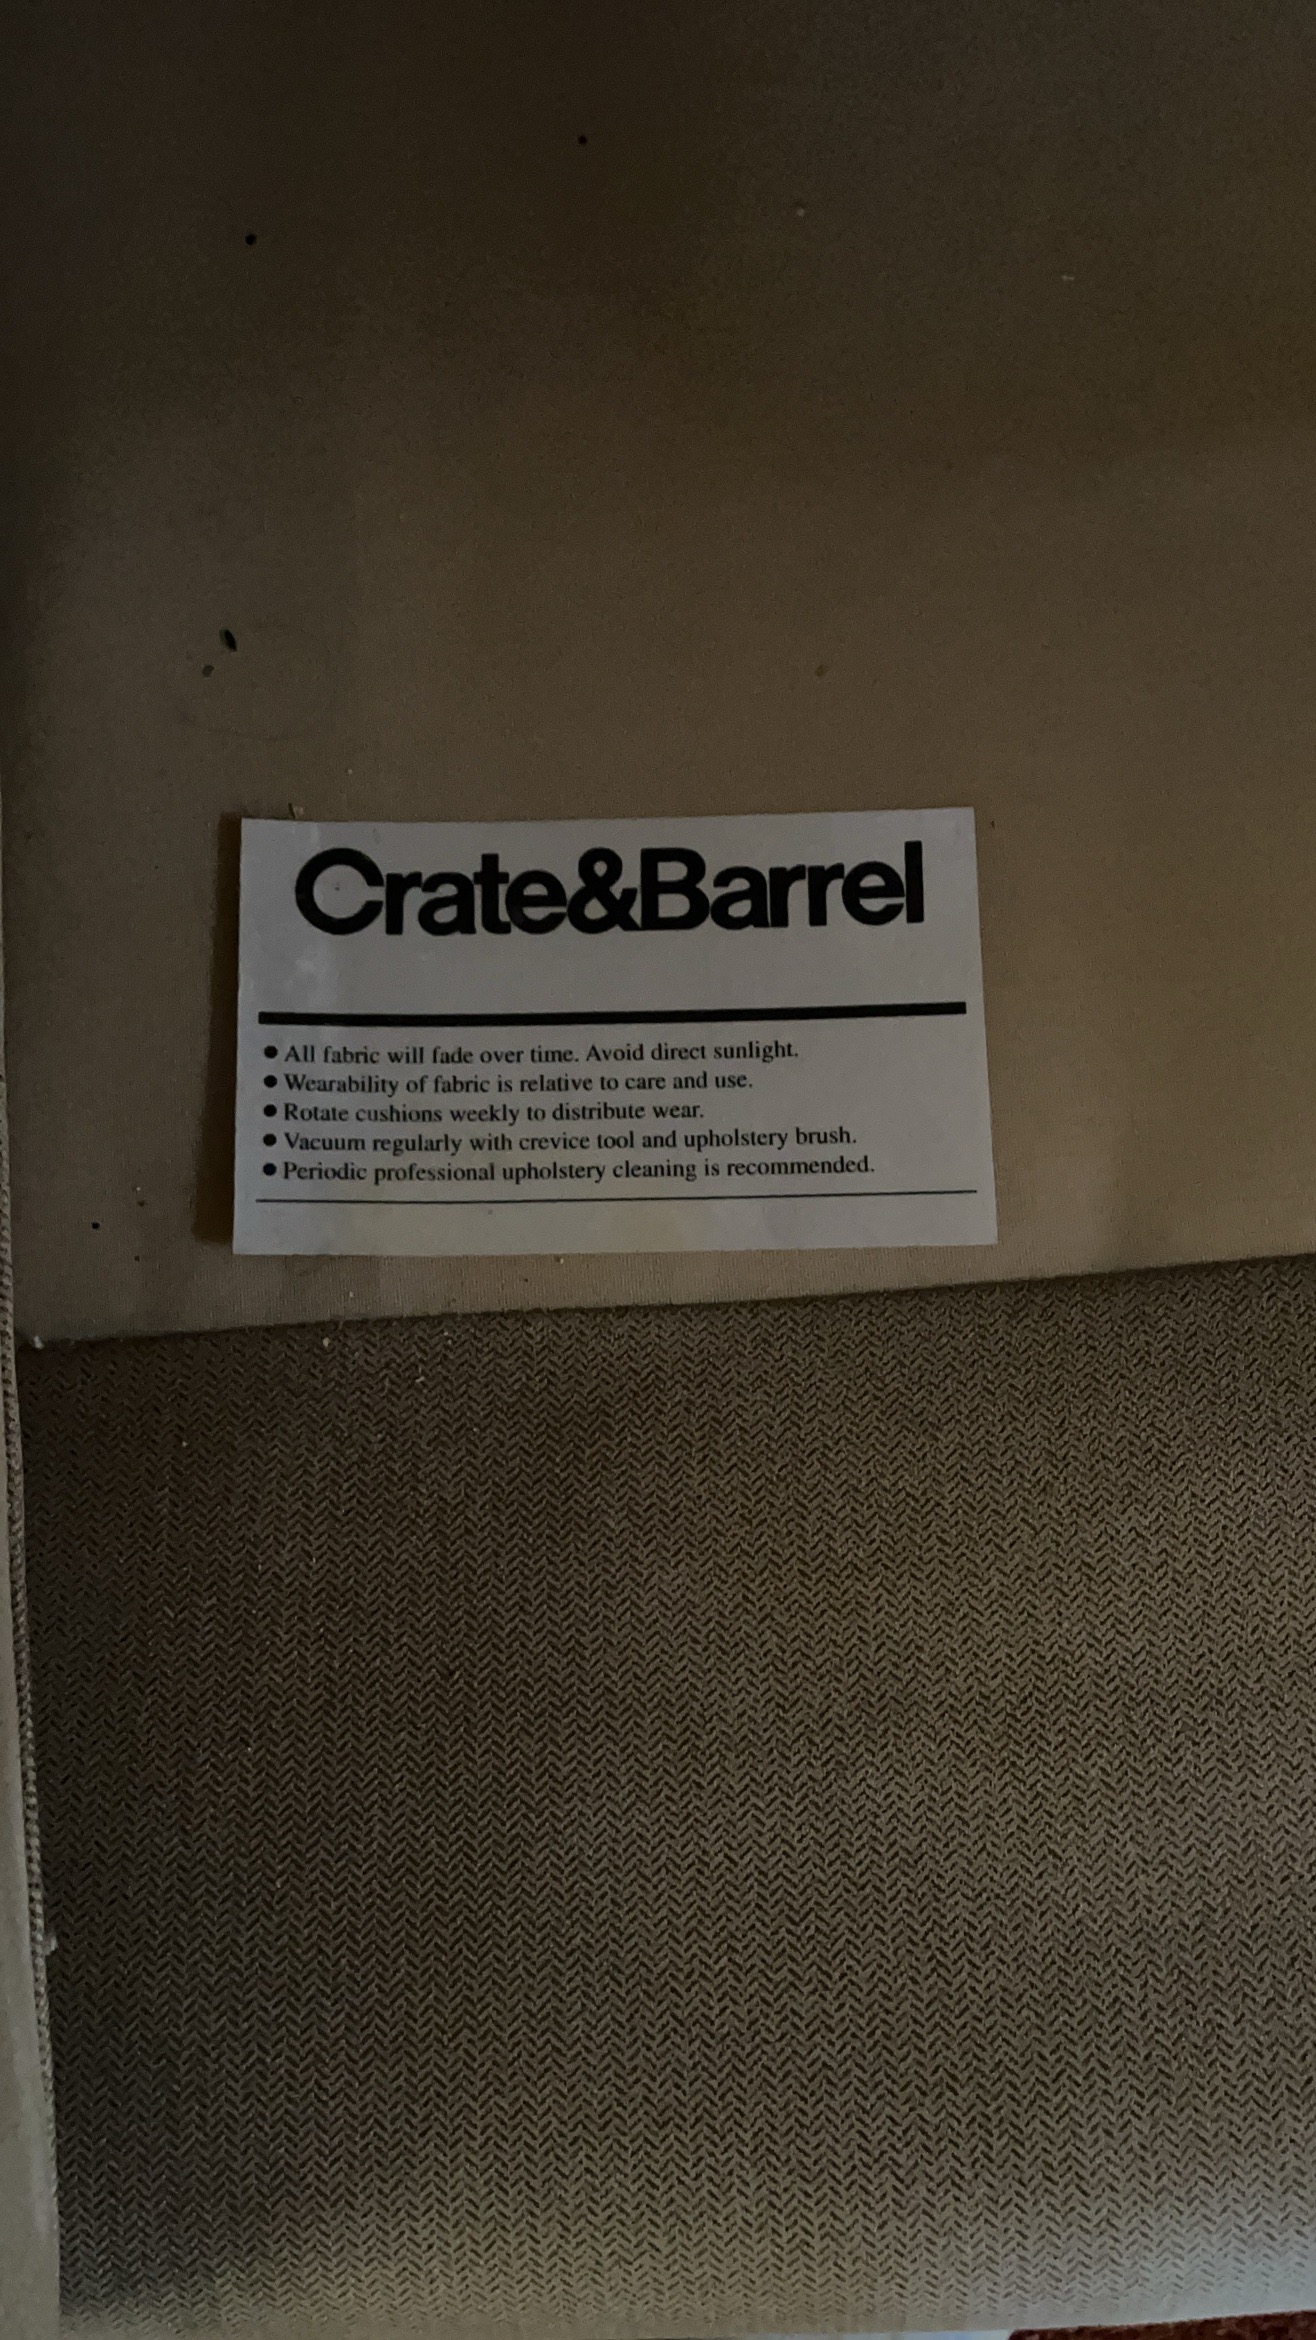 Crate&Barrel
● All fabric will fade over time. Avoid direct sunlight.
● Wearability of fabric is relative to care and use.
● Rotate cushions weekly to distribute wear.
● Vacuum regularly with crevice tool and upholstery brush.
● Periodic professional upholstery cleaning is recommended.